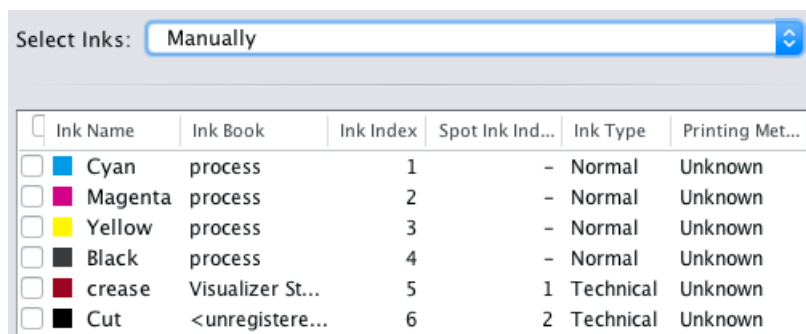 Select Inks: Manually
Ink Name Ink Book Ink Index Spot Ink Ind... Ink Type Printing Met...
Cyan process 1 – Normal Unknown
Magenta process 2 – Normal Unknown
Yellow process 3 – Normal Unknown
Black process 4 – Normal Unknown
crease Visualizer St... 5 1 Technical Unknown
Cut <unregistere... 6 2 Technical Unknown